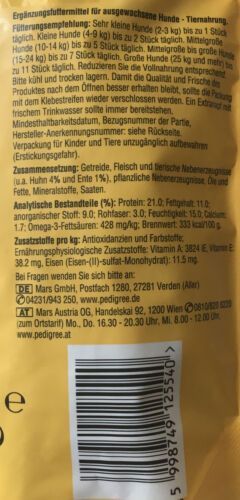 Ergänzungsfuttermittel für ausgewachsene Hunde - Tiernahrung.
Fütterungsempfehlung: Sehr kleine Hunde (2-3 kg) bis zu 1 Stück
täglich. Kleine Hunde (4-9 kg) bis zu 2 Stück täglich. Mittelgroße
Hunde (10-14 kg) bis zu 5 Stück täglich. Mittelgroße bis große Hunde
(15-24 kg) bis zu 7 Stück täglich. Große Hunde (25 kg und mehr) bis
zu 11 Stück täglich. Reduzieren Sie die Vollnahrung entsprechend.
Bitte kühl und trocken lagern. Damit die Qualität und Frische des
Produktes nach dem Öffnen besser erhalten bleibt, sollte die Packung
mit dem Klebestreifen wieder verschlossen werden. Ein Extranapf mit
frischem Trinkwasser sollte immer bereitstehen.
Mindesthaltbarkeitsdatum, Bezugsnummer der Partie,
Hersteller-Anerkennungsnummer: siehe Rückseite.
Verpackung für Kinder und Tiere unzugänglich aufbewahren
(Erstickungsgefahr).
Zusammensetzung: Getreide, Fleisch und tierische Nebenerzeugnisse
(u.a. Huhn 4% und Ente 1%), pflanzliche Nebenerzeugnisse, Öle und
Fette, Mineralstoffe, Saaten.
Analytische Bestandteile (%): Protein: 21.0; Fettgehalt: 11.0;
anorganischer Stoff: 9.0; Rohfaser: 3.0; Feuchtigkeit: 15.0; Calcium:
1.7; Omega-3-Fettsäuren: 428 mg/kg; Brennwert: 333 kcal/100 g.
Zusatzstoffe pro kg: Antioxidanzien und Farbstoffe;
Ernährungsphysiologische Zusatzstoffe: Vitamin A: 3824 IE, Vitamin E:
38.2 mg, Eisen (Eisen-(II)-sulfat-Monohydrat): 11.5 mg.
Bei Fragen wenden Sie sich bitte an:
DE Mars GmbH, Postfach 1280, 27281 Verden (Aller)
04231/943 250, www.pedigree.de
AT Mars Austria OG, Handelskai 92, 1200 Wien 0810/820 6220
(zum Ortstarif) Mo., Do. 16.30 - 20.30 Uhr. Mi. 8.00 - 12.00 Uhr.
www.pedigree.at
e
5 998749 125540